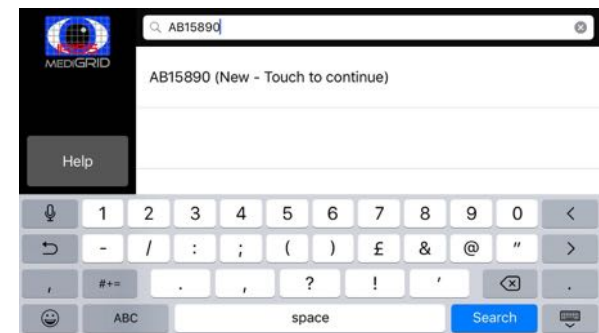 AB15890
MEDIGRID
AB15890 (New - Touch to continue)
Help
1 2 3 4 5 6 7 8 9 0 < 
- / : ; ( ) £ & @ " >
, #+= . , ? ! ' .
ABC space Search